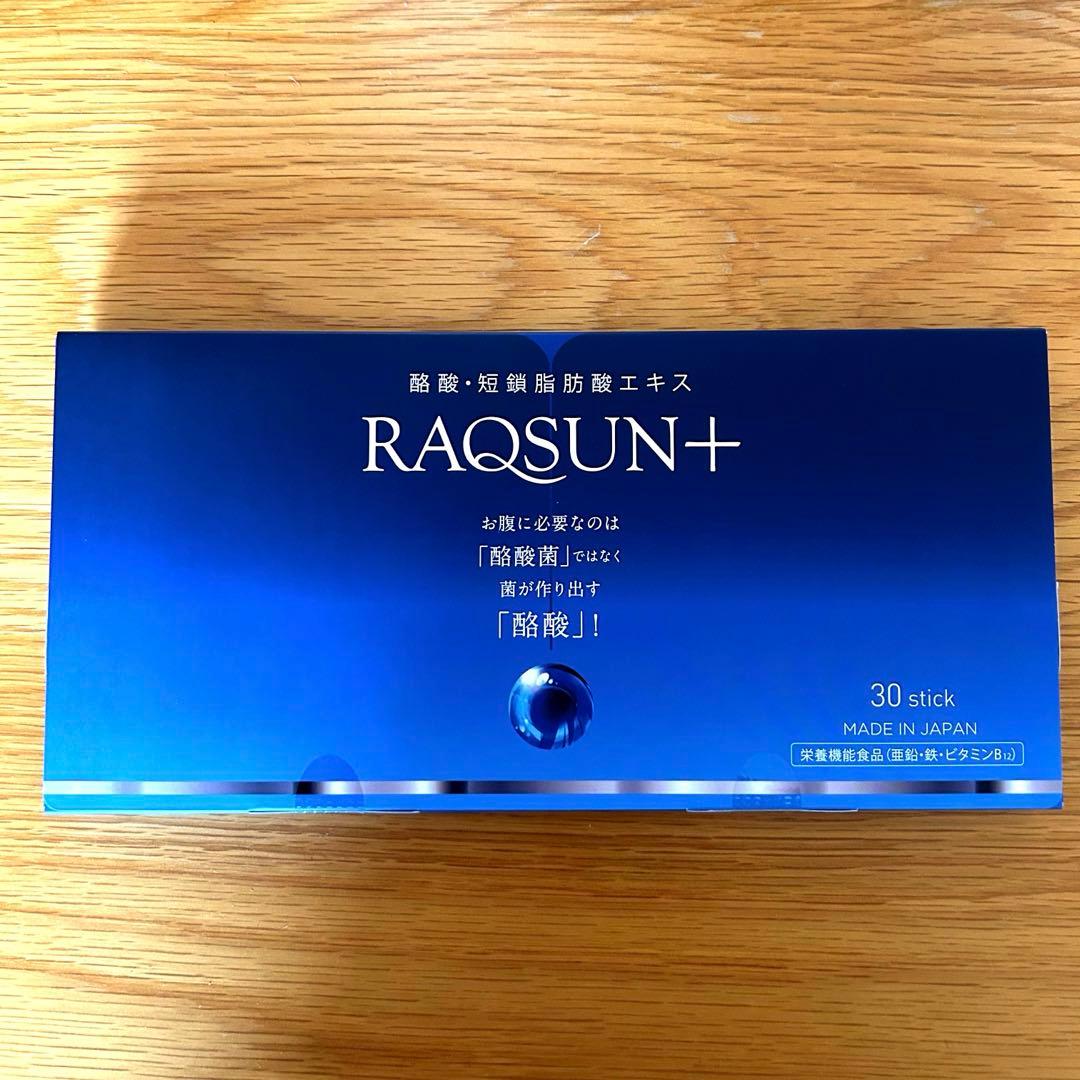 酪酸・短鎖脂肪酸エキス
RAQSUN+
お腹に必要なのは
「酪酸菌」ではなく
菌が作り出す
「酪酸」!
30 stick
MADE IN JAPAN
栄養機能食品(亜鉛・鉄・ビタミンB₁₂)